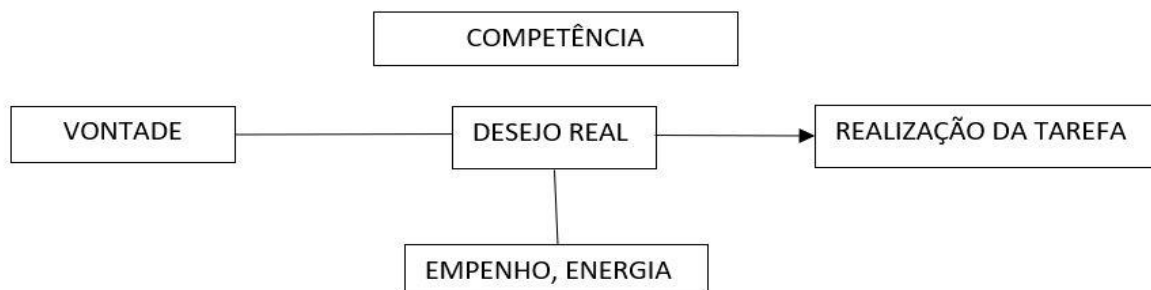 COMPETÊNCIA
VONTADE
DESEJO REAL
REALIZAÇÃO DA TAREFA
EMPENHO, ENERGIA